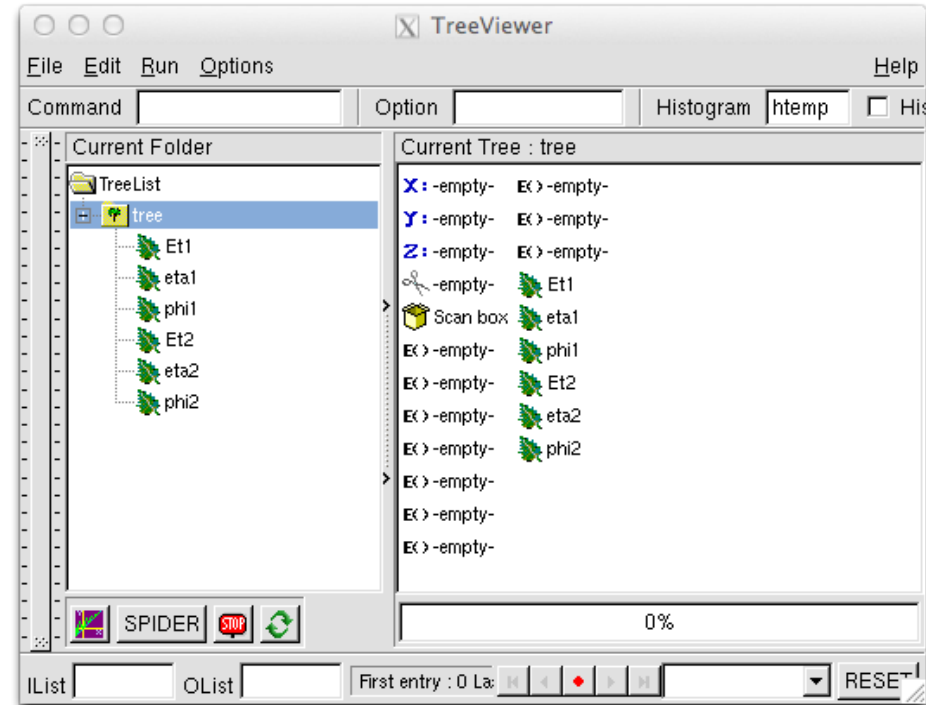 TreeViewer
File Edit Run Options Help
Command Option Histogram htemp His
Current Folder
TreeList
tree
Et1
eta1
phi1
Et2
eta2
phi2
Current Tree : tree
X: -empty- E() -empty-
Y: -empty- E() -empty-
Z: -empty- E() -empty-
-empty- Et1
Scan box eta1
E() -empty- phi1
E() -empty- Et2
E() -empty- eta2
E() -empty- phi2
E() -empty-
E() -empty-
E() -empty-
SPIDER STOP
0%
IList OList First entry : 0 La RESET